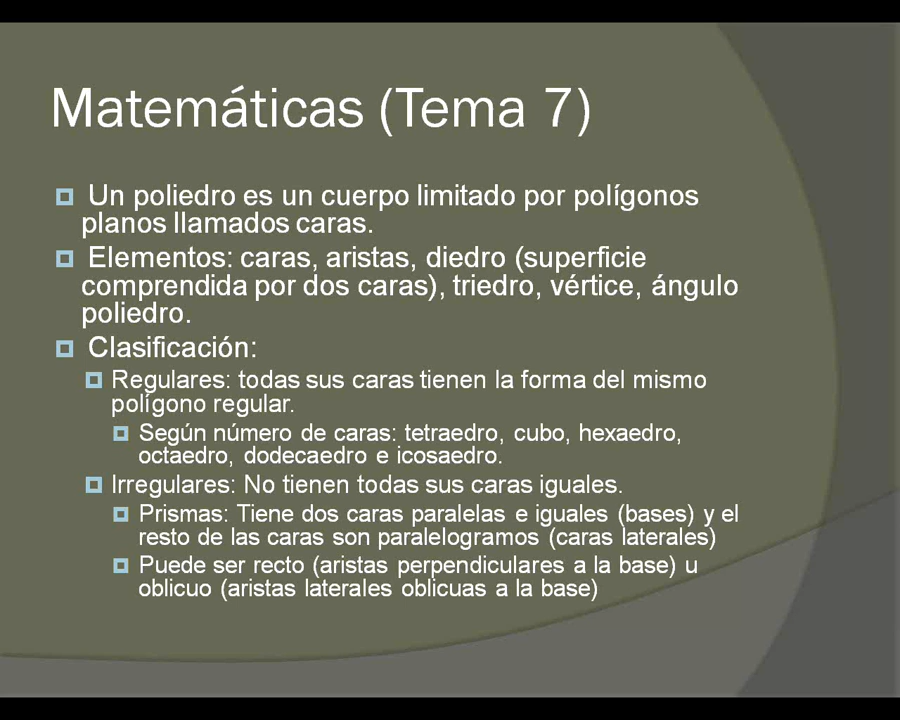 Matemáticas (Tema 7)
Un poliedro es un cuerpo limitado por polígonos
planos llamados caras.
Elementos: caras, aristas, diedro (superficie
comprendida por dos caras), triedro, vértice, ángulo
poliedro.
Clasificación:
Regulares: todas sus caras tienen la forma del mismo
polígono regular.
Según número de caras: tetraedro, cubo, hexaedro,
octaedro, dodecaedro e icosaedro.
Irregulares: No tienen todas sus caras iguales.
Prismas: Tiene dos caras paralelas e iguales (bases) y el
resto de las caras son paralelogramos (caras laterales)
Puede ser recto (aristas perpendiculares a la base) u
oblicuo (aristas laterales oblicuas a la base)